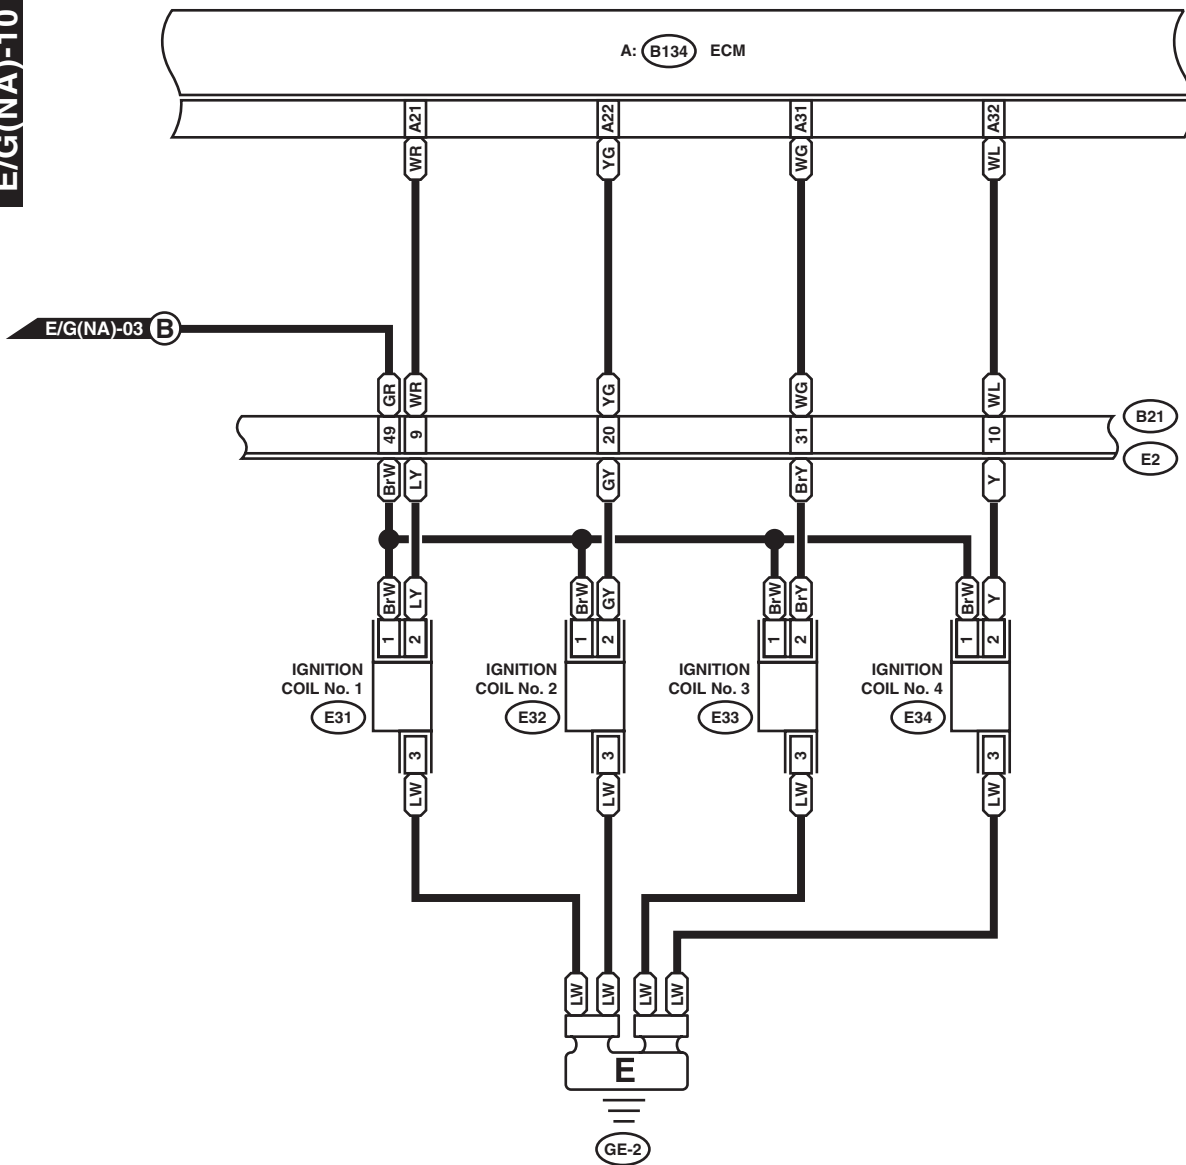 E/G(NA)-10
A: B134 ECM
A21 A22 A31 A32
WR YG WG WL
E/G(NA)-03 B
GR WR YG WG WL
49 9 20 31 10
B21
E2
BrW LY GY BrY Y
BrW LY BrW GY BrW BrY BrW Y
1 2 1 2 1 2 1 2
IGNITION IGNITION IGNITION IGNITION
COIL No. 1 COIL No. 2 COIL No. 3 COIL No. 4
E31 E32 E33 E34
3 3 3 3
LW LW LW LW
LW LW LW LW
E
GE-2